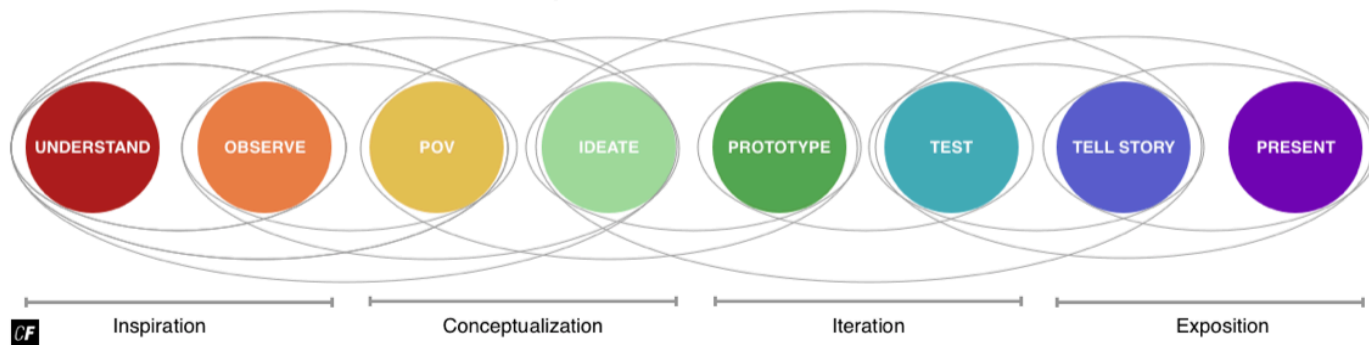 UNDERSTAND OBSERVE POV IDEATE PROTOTYPE TEST TELL STORY PRESENT
Inspiration Conceptualization Iteration Exposition
CF